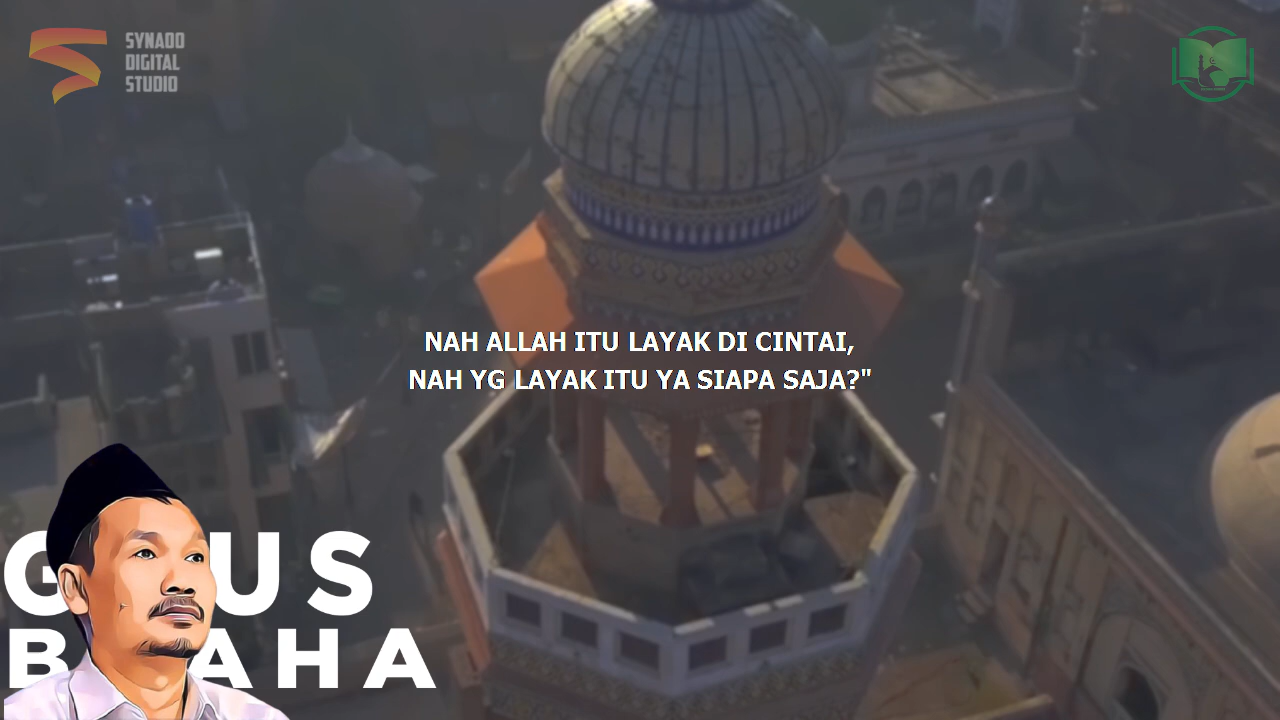 SYNADO
DIGITAL
STUDIO
NAH ALLAH ITU LAYAK DI CINTAI,
NAH YG LAYAK ITU YA SIAPA SAJA?"
GUS
BAHA